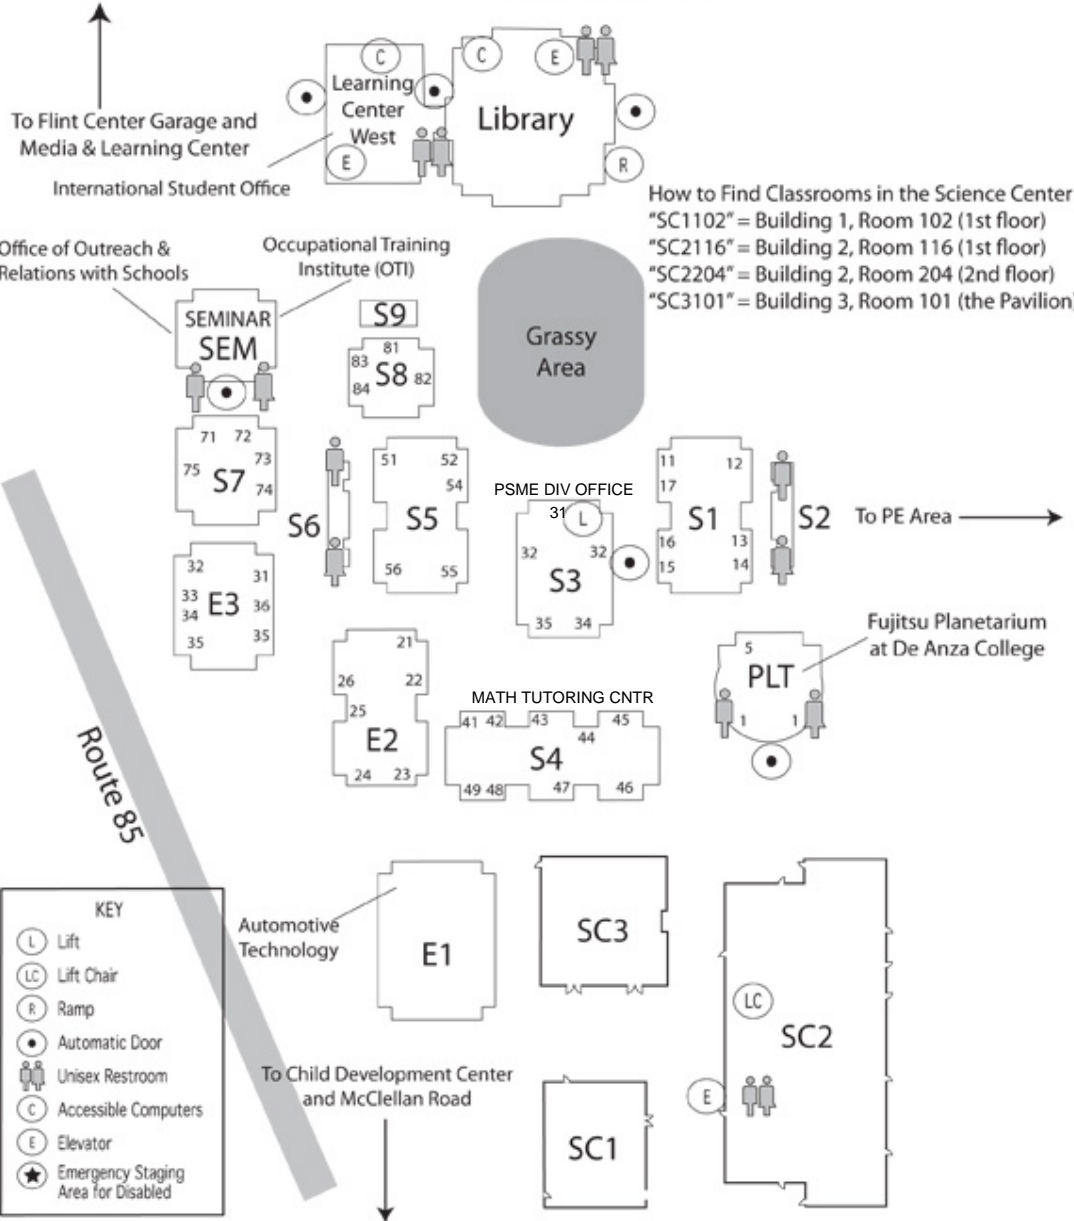 C
C
E
Learning
Center
West
Library
E
R
To Flint Center Garage and
Media & Learning Center
International Student Office
How to Find Classrooms in the Science Center
"SC1102" = Building 1, Room 102 (1st floor)
"SC2116" = Building 2, Room 116 (1st floor)
"SC2204" = Building 2, Room 204 (2nd floor)
"SC3101" = Building 3, Room 101 (the Pavilion)
Office of Outreach &
Relations with Schools
Occupational Training
Institute (OTI)
SEMINAR
SEM
S9
81
83
S8
82
84
Grassy
Area
71 72
75
73
S7
74
S6
51 52
54
S5
56 55
PSME DIV OFFICE
31
L
32 32
S3
35 34
11 12
17
S1
16 13
15 14
S2
To PE Area
32
31
33
E3
36
34
35
35
21
26 22
25
E2
24 23
MATH TUTORING CNTR
41 42 43 45
44
S4
49 48 47 46
Fujitsu Planetarium
at De Anza College
5
PLT
1 1
Route 85
Automotive
Technology
E1
SC3
LC
SC2
E
SC1
To Child Development Center
and McClellan Road
KEY
L Lift
LC Lift Chair
R Ramp
Automatic Door
Unisex Restroom
C Accessible Computers
E Elevator
Emergency Staging
Area for Disabled